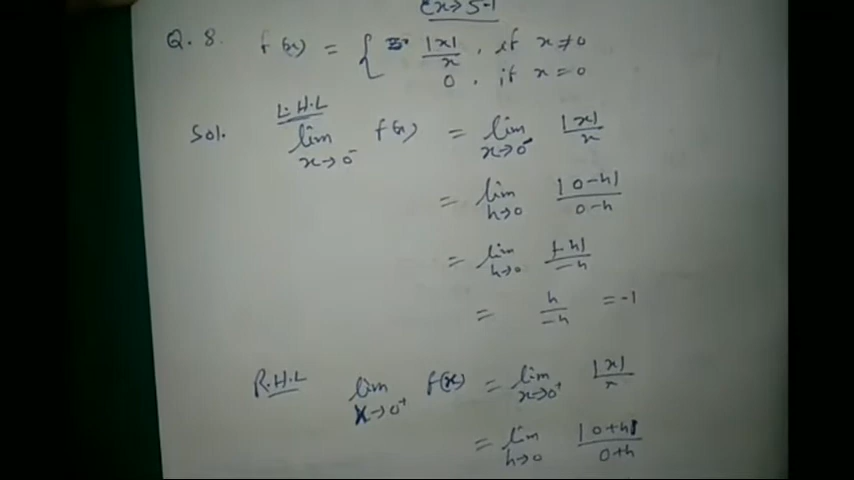 Ex → 5.1
Q. 8. f(x) = { |x|/x , if x ≠ 0
0 , if x = 0
Sol. L.H.L
lim x→0⁻ f(x) = lim x→0⁻ |x|/x
= lim h→0 |0-h|/0-h
= lim h→0 |-h|/-h
= h/-h = -1
R.H.L lim x→0⁺ f(x) = lim x→0⁺ |x|/x
= lim h→0 |0+h|/0+h